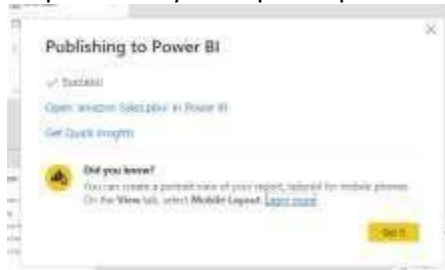 Publishing to Power BI
Success
Open 'amazon Sales.pbix' in Power BI
Get Quick Insights
Did you know?
You can create a portrait view of your report, tailored for mobile phones.
On the View tab, select Mobile Layout. Learn more
Got it